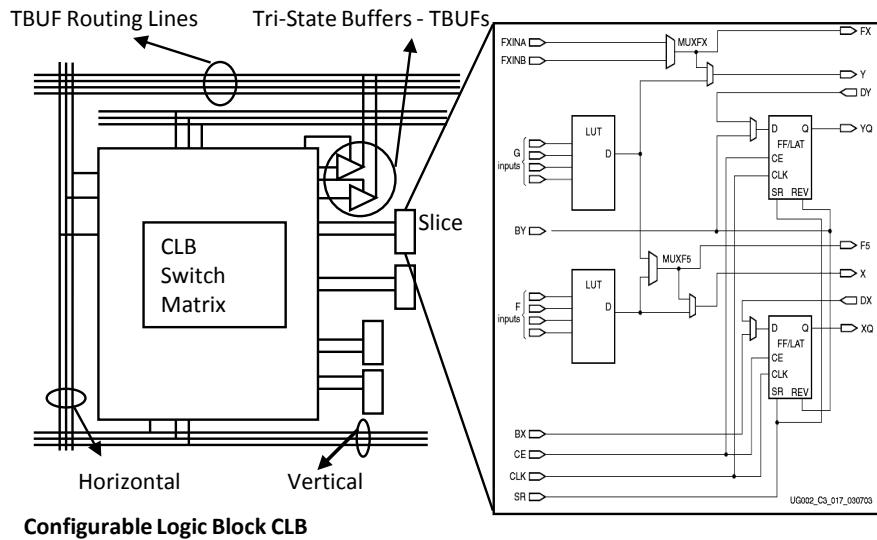 TBUF Routing Lines
Tri-State Buffers - TBUFs
CLB
Switch
Matrix
Slice
Horizontal
Vertical
Configurable Logic Block CLB
FXINA
FXINB
MUXFX
FX
Y
DY
LUT
D
G
inputs
D
Q
FF/LAT
CE
CLK
SR REV
YQ
BY
MUXF5
F5
X
DX
LUT
D
F
inputs
D
Q
FF/LAT
CE
CLK
SR REV
XQ
BX
CE
CLK
SR
UG002_C3_017_030703